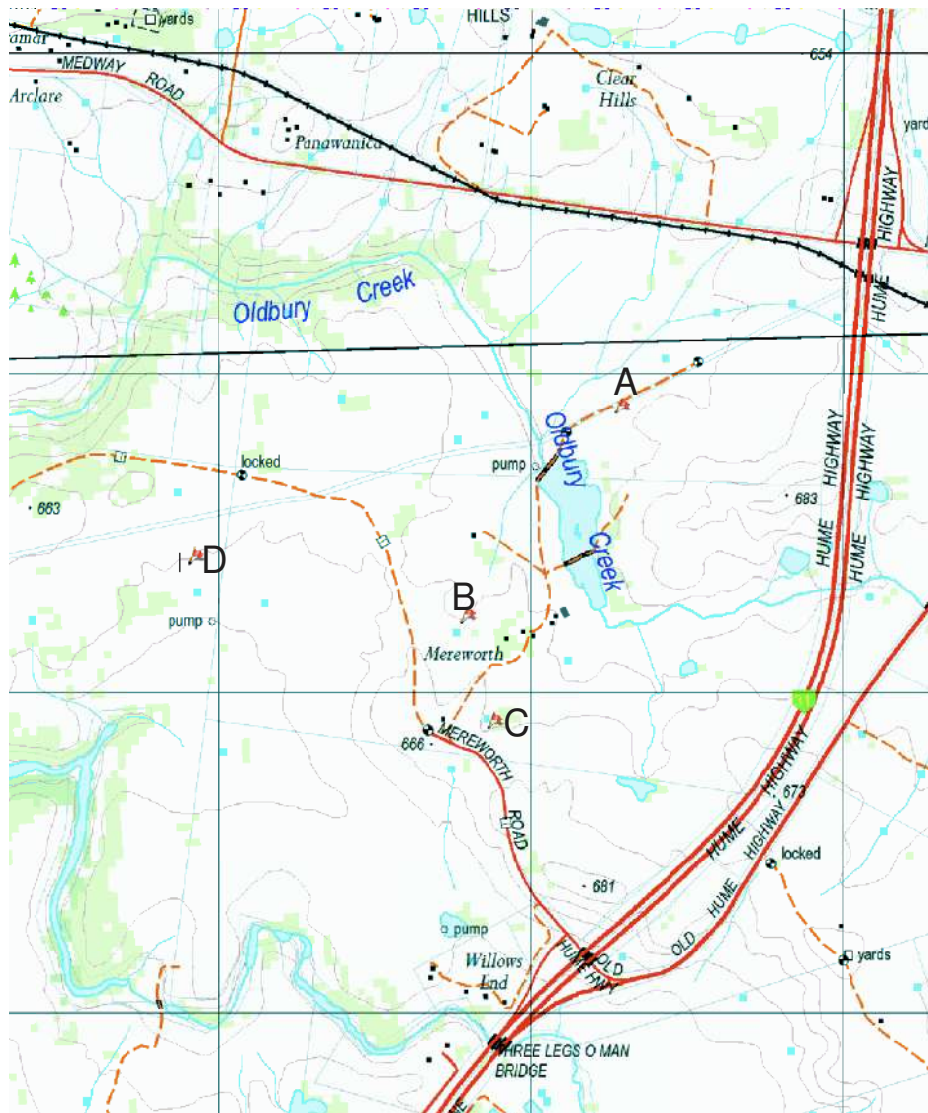 yards
HILLS
654
MEDWAY
ROAD
Clear
Hills
Arclare
Panawanica
yard
HIGHWAY
HUME
Oldbury
Creek
A
Oldbury
Creek
pump
locked
HIGHWAY
HIGHWAY
HUME
HUME
683
663
D
B
pump
Mereworth
C
666
MEREWORTH
ROAD
HIGHWAY
HUME
673
HIGHWAY
HUME
OLD
locked
681
pump
OLD
HUME HWY
Willows
End
yards
THREE LEGS O MAN
BRIDGE